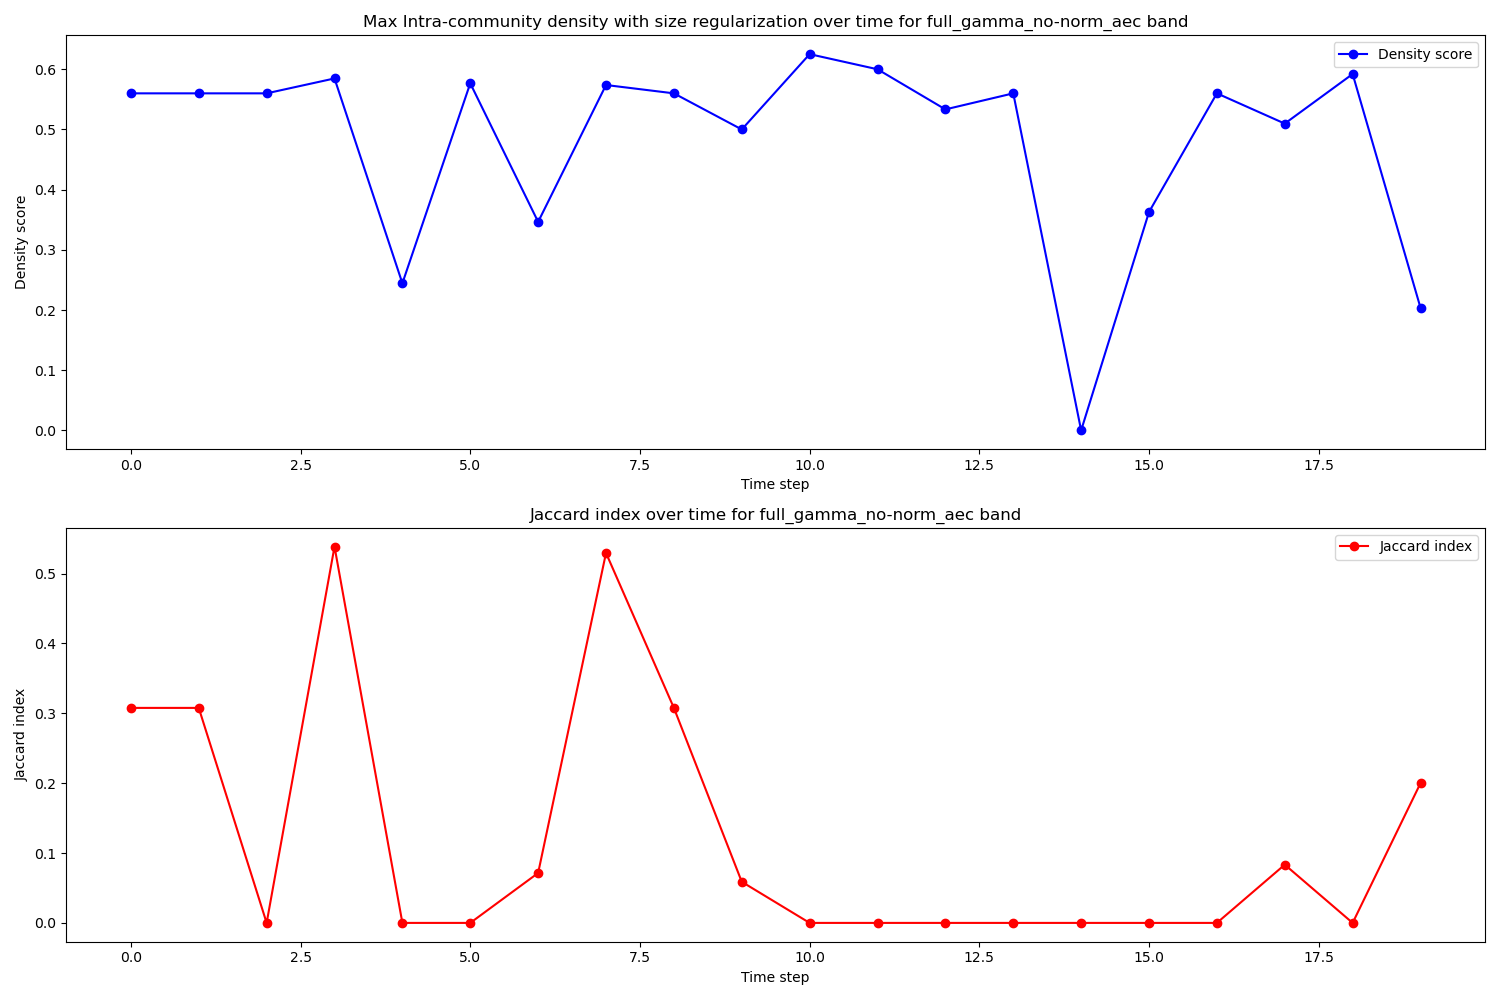 Max Intra-community density with size regularization over time for full_gamma_no-norm_aec band
Density score
0.6
0.5
0.4
0.3
0.2
0.1
0.0
Density score
0.0 2.5 5.0 7.5 10.0 12.5 15.0 17.5
Time step
Jaccard index over time for full_gamma_no-norm_aec band
Jaccard index
0.5
0.4
0.3
0.2
0.1
0.0
Jaccard index
0.0 2.5 5.0 7.5 10.0 12.5 15.0 17.5
Time step